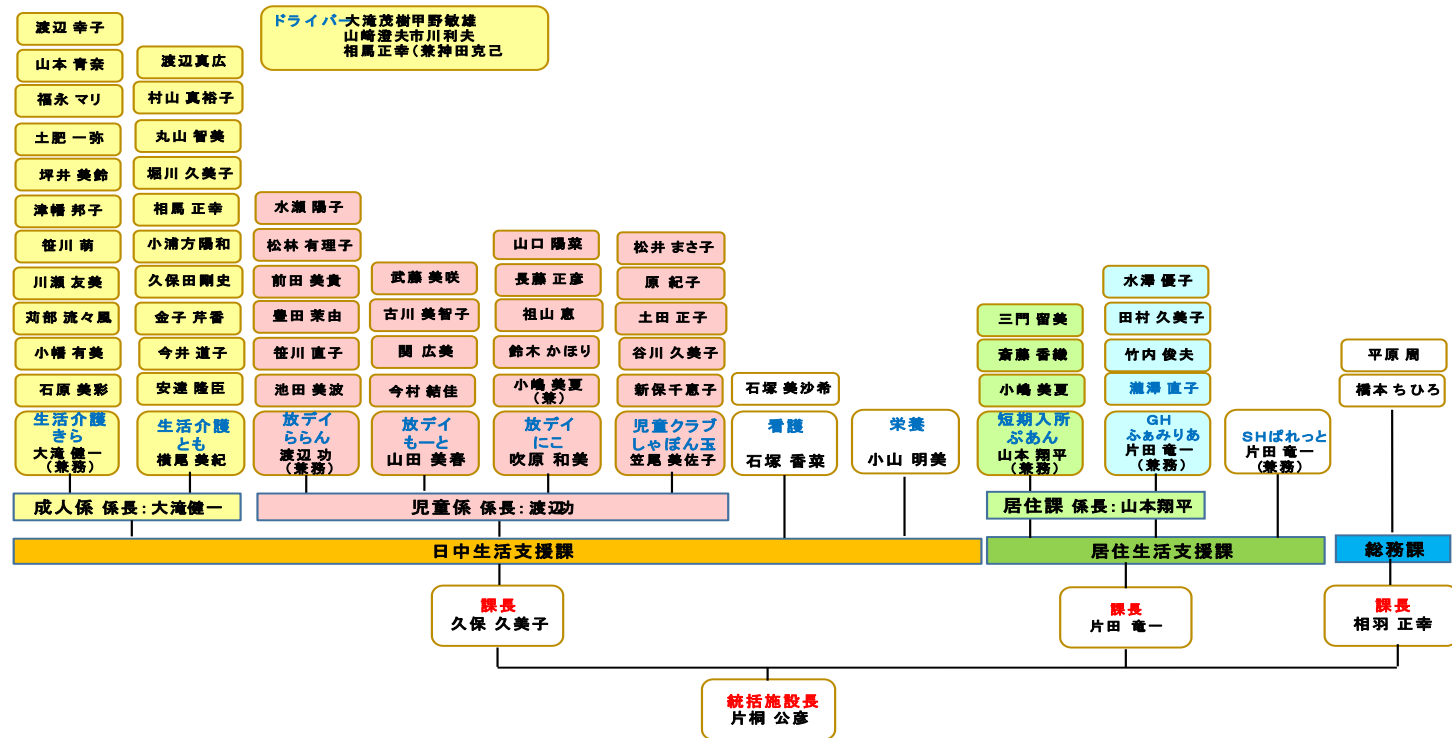 渡辺 幸子
山本 青奈
福永 マリ
土肥 一弥
坪井 美鈴
津幡 邦子
笹川 萌
川瀬 友美
苅部 流々風
小幡 有美
石原 美彩
生活介護
きら
大滝 健一
(兼務)
渡辺真広
村山 真裕子
丸山 智美
堀川 久美子
相馬 正幸
小浦方陽和
久保田剛史
金子 芹香
今井 道子
安達 隆臣
生活介護
とも
横尾 美紀
ドライバー大滝茂樹甲野敏雄
山崎澄夫市川利夫
相馬正幸(兼神田克己
水瀬 陽子
松林 有理子
前田 美貴
豊田 茉由
笹川 直子
池田 美波
放デイ
ららん
渡辺 功
(兼務)
武藤 美咲
古川 美智子
関 広美
今村 結佳
放デイ
もーと
山田 美春
山口 陽菜
長藤 正彦
祖山 恵
鈴木 かほり
小嶋 美夏
(兼)
放デイ
にこ
吹原 和美
松井 まさ子
原 紀子
土田 正子
谷川 久美子
新保千恵子
児童クラブ
しゃぼん玉
笠尾 美佐子
石塚 美沙希
看護
石塚 香菜
栄養
小山 明美
三門 留美
斎藤 香織
小嶋 美夏
短期入所
ぷあん
山本 翔平
(兼務)
水澤 優子
田村 久美子
竹内 俊夫
瀧澤 直子
GH
ふぁみりあ
片田 竜一
(兼務)
SHぱれっと
片田 竜一
(兼務)
平原 周
橋本 ちひろ
成人係 係長:大滝健一
児童係 係長:渡辺功
居住課 係長:山本翔平
日中生活支援課
居住生活支援課
総務課
課長
久保 久美子
課長
片田 竜一
課長
相羽 正幸
統括施設長
片桐 公彦